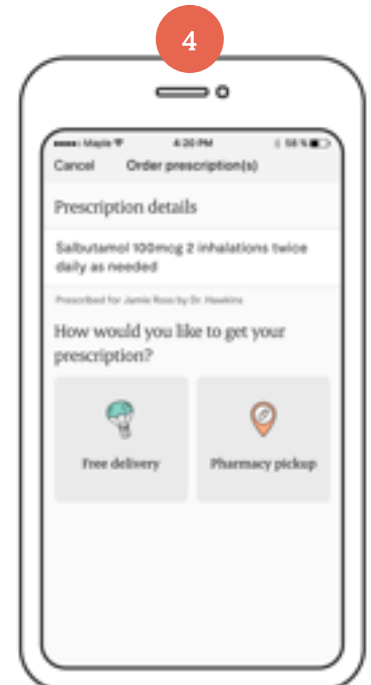 4
Maple 4:20 PM 58 %
Cancel Order prescription(s)
Prescription details
Salbutamol 100mcg 2 inhalations twice
daily as needed
Prescribed for Jamie Ross by Dr. Hawkins
How would you like to get your
prescription?
Free delivery Pharmacy pickup